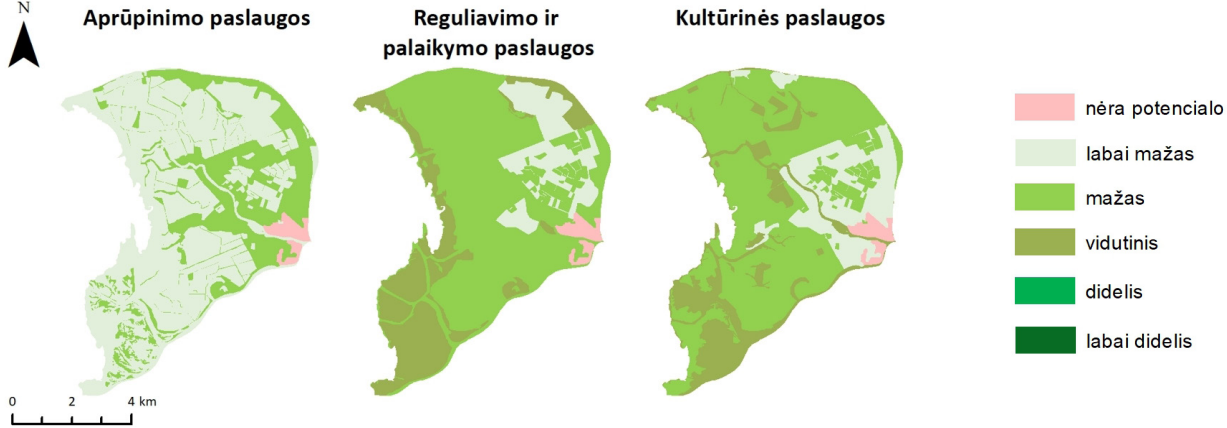 N
Aprūpinimo paslaugos
Reguliavimo ir
palaikymo paslaugos
Kultūrinės paslaugos
nėra potencialo
labai mažas
mažas
vidutinis
didelis
labai didelis
0 2 4 km